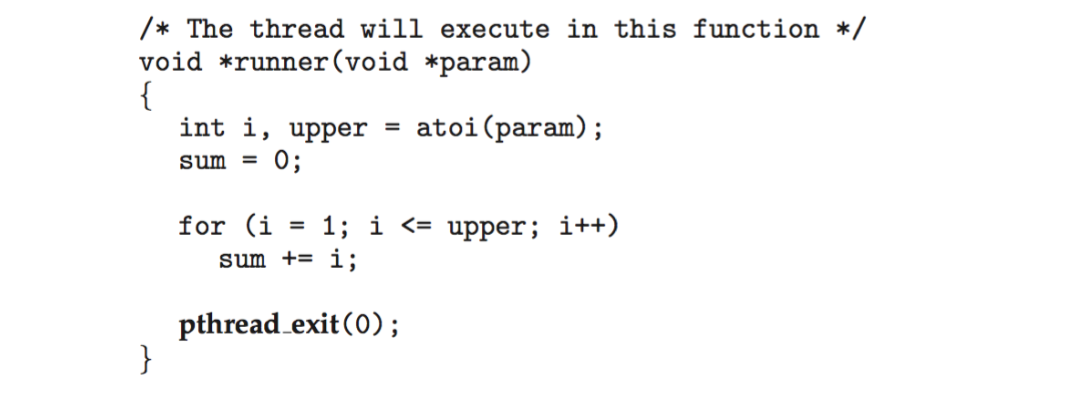 /* The thread will execute in this function */
void *runner(void *param)
{
int i, upper = atoi(param);
sum = 0;
for (i = 1; i <= upper; i++)
sum += i;
pthread_exit(0);
}